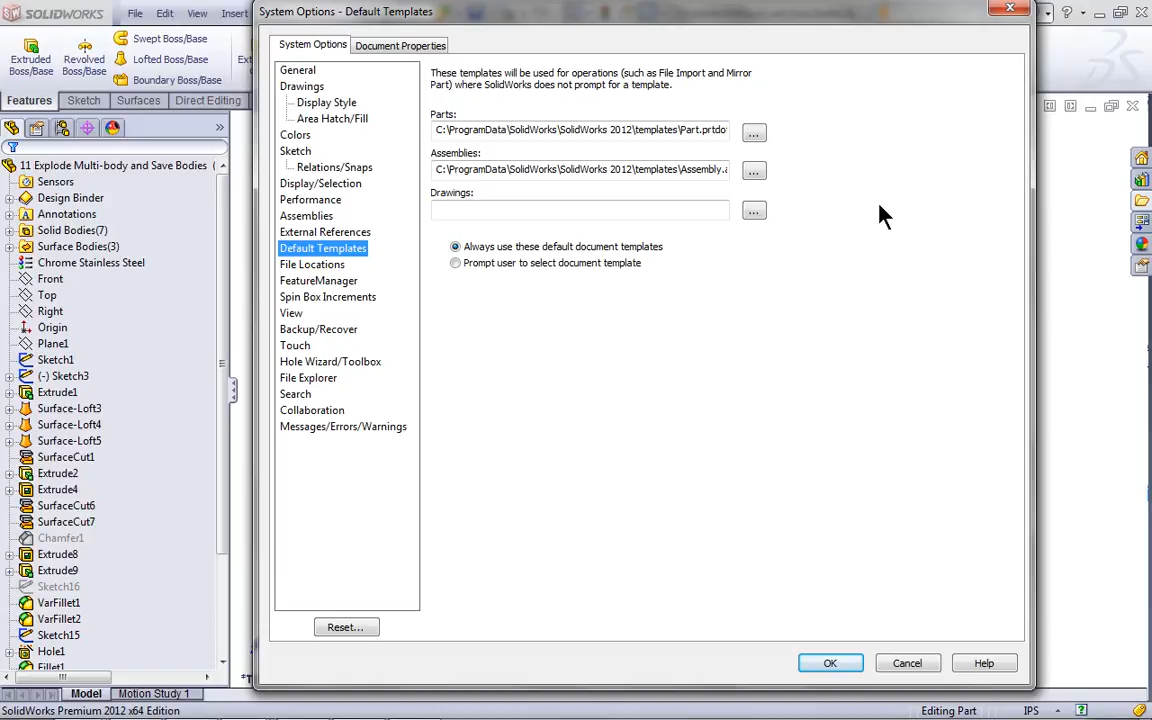 SOLIDWORKS
File Edit View Insert
System Options - Default Templates
Extruded Boss/Base
Revolved Boss/Base
Swept Boss/Base
Lofted Boss/Base
Boundary Boss/Base
Features Sketch Surfaces Direct Editing
System Options Document Properties
11 Explode Multi-body and Save Bodies (
Sensors
Design Binder
Annotations
Solid Bodies(7)
Surface Bodies(3)
Chrome Stainless Steel
Front
Top
Right
Origin
Plane1
Sketch1
(-) Sketch3
Extrude1
Surface-Loft3
Surface-Loft4
Surface-Loft5
SurfaceCut1
Extrude2
Extrude4
SurfaceCut6
SurfaceCut7
Chamfer1
Extrude8
Extrude9
Sketch16
VarFillet1
VarFillet2
Sketch15
Hole1
Fillet1
General
Drawings
Display Style
Area Hatch/Fill
Colors
Sketch
Relations/Snaps
Display/Selection
Performance
Assemblies
External References
Default Templates
File Locations
FeatureManager
Spin Box Increments
View
Backup/Recover
Touch
Hole Wizard/Toolbox
File Explorer
Search
Collaboration
Messages/Errors/Warnings
Reset...
These templates will be used for operations (such as File Import and Mirror
Part) where SolidWorks does not prompt for a template.
Parts:
C:\ProgramData\SolidWorks\SolidWorks 2012\templates\Part.prtdo
...
Assemblies:
C:\ProgramData\SolidWorks\SolidWorks 2012\templates\Assembly.a
...
Drawings:
...
Always use these default document templates
Prompt user to select document template
OK Cancel Help
Model Motion Study 1
SolidWorks Premium 2012 x64 Edition
Editing Part IPS